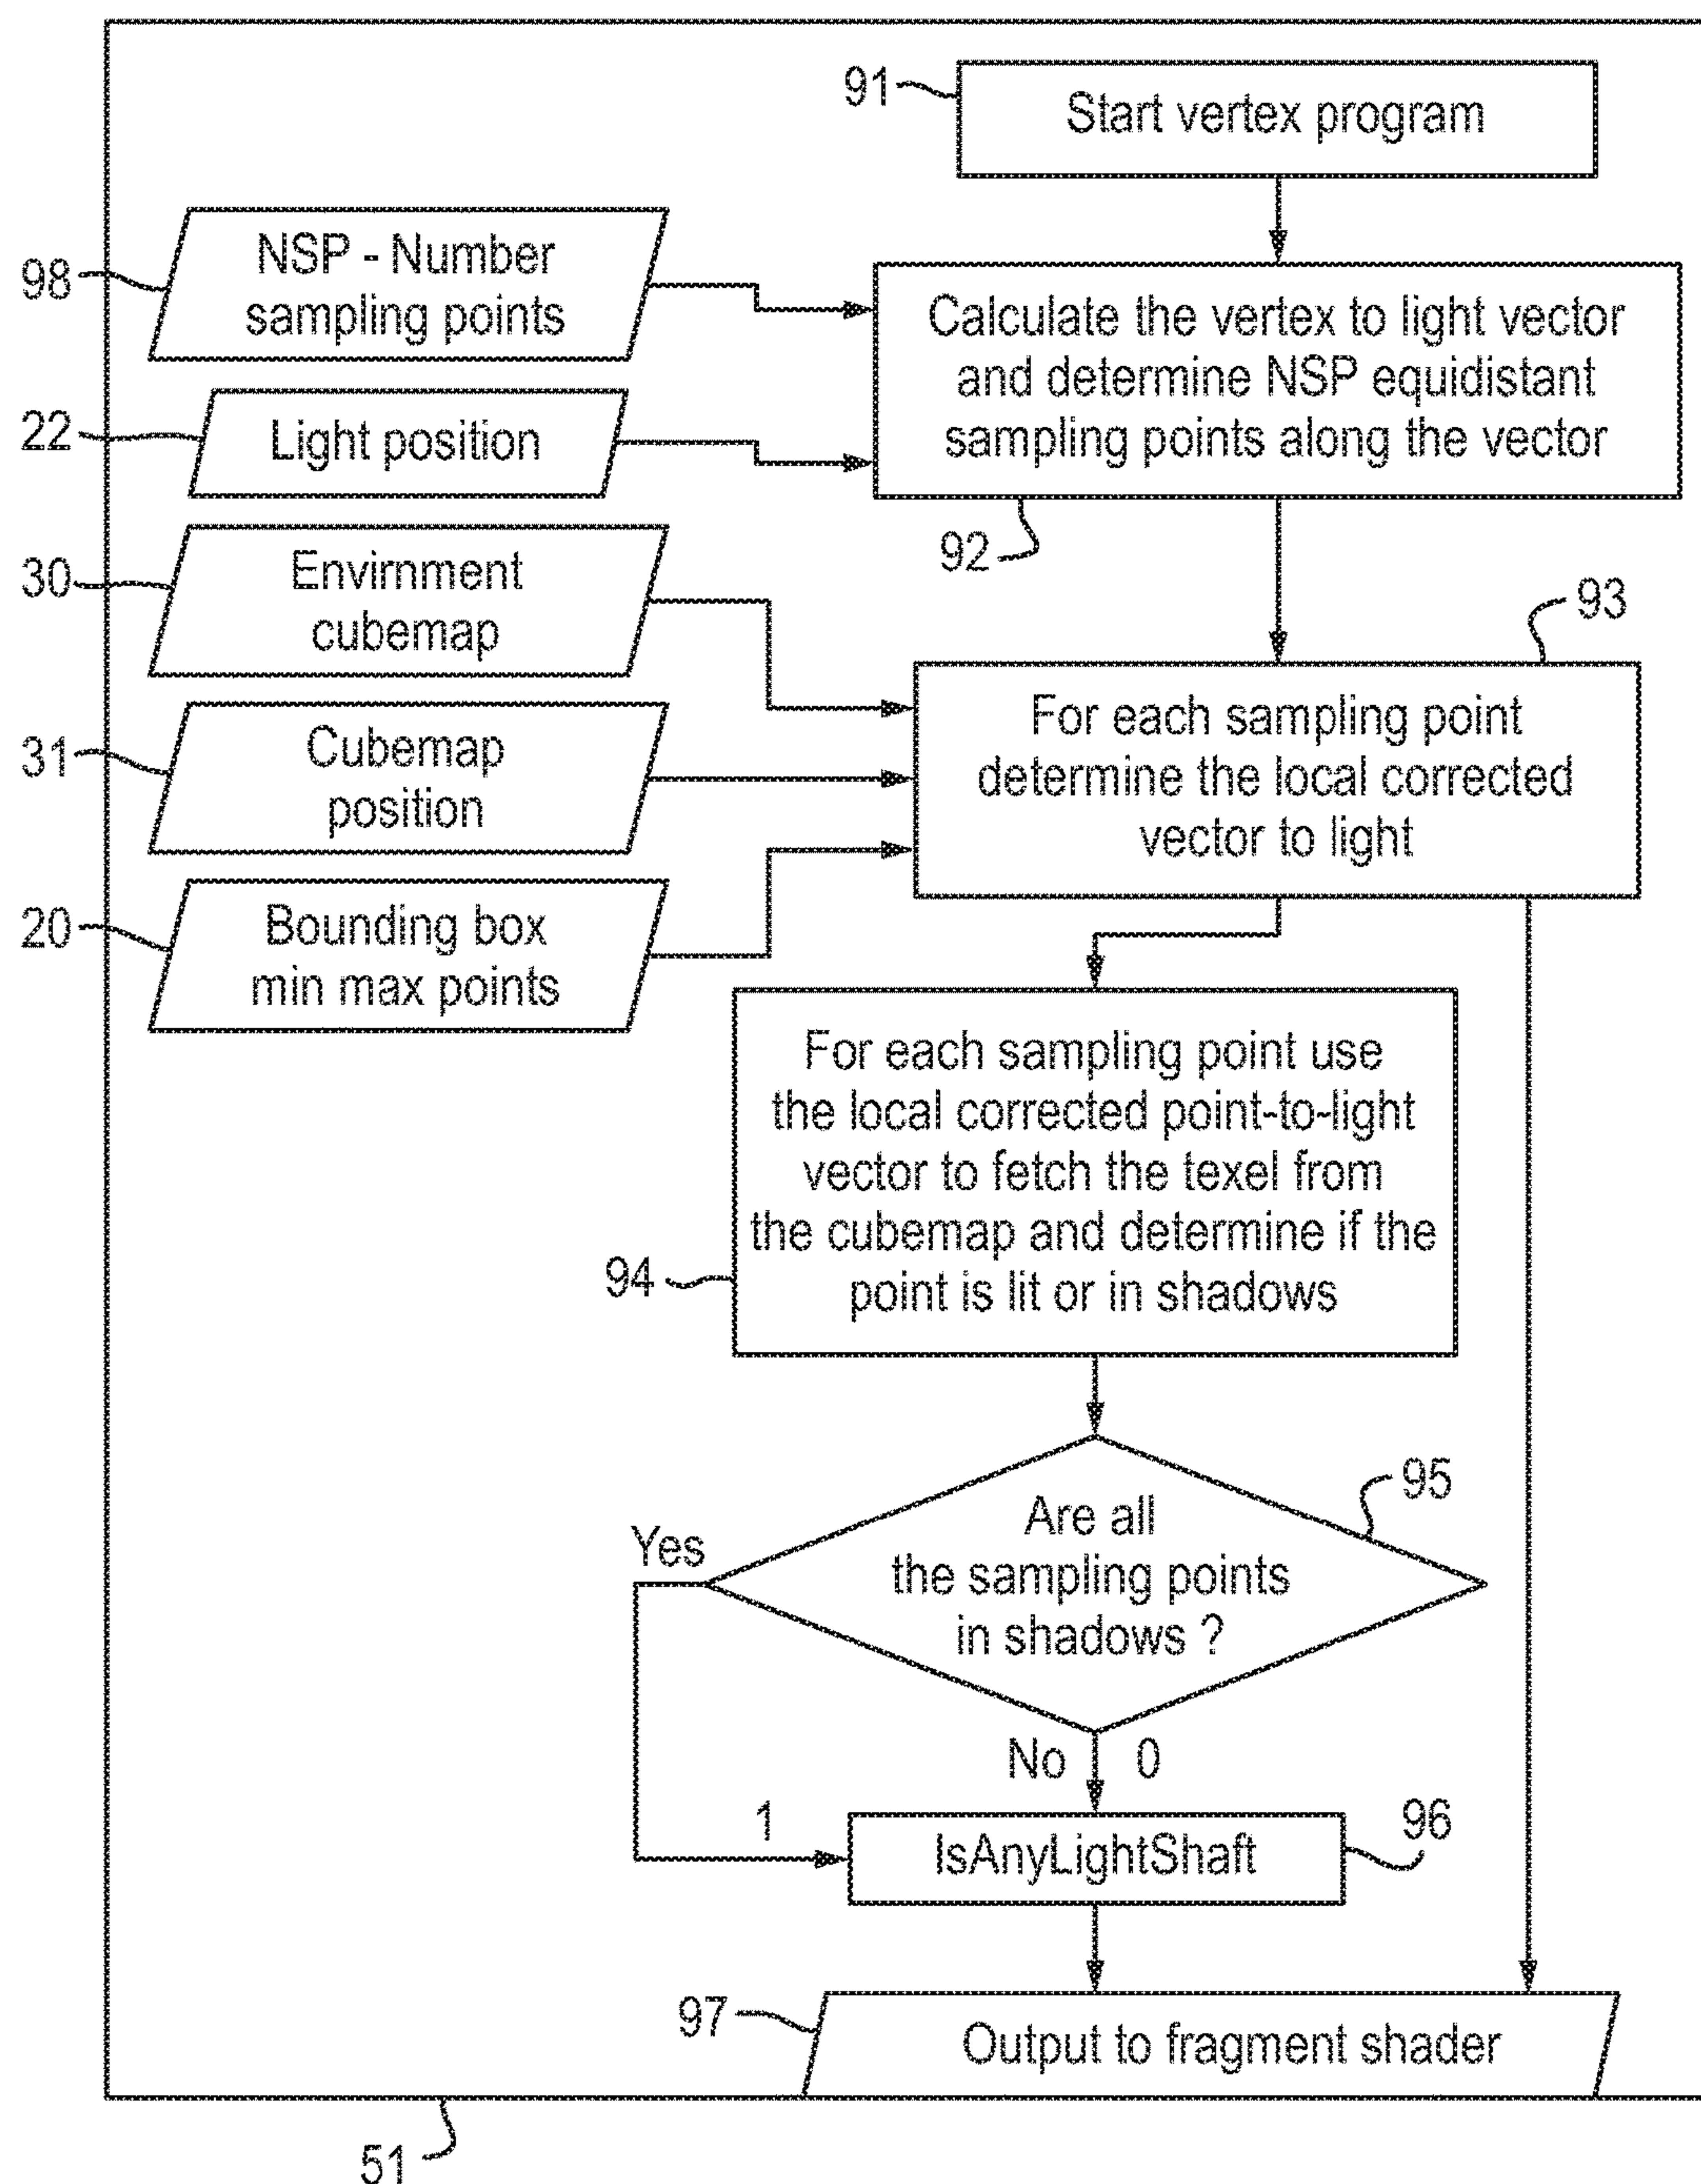 91
Start vertex program
98
NSP - Number
sampling points
22
Light position
Calculate the vertex to light vector
and determine NSP equidistant
sampling points along the vector
92
30
Envirnment
cubemap
31
Cubemap
position
20
Bounding box
min max points
93
For each sampling point
determine the local corrected
vector to light
94
For each sampling point use
the local corrected point-to-light
vector to fetch the texel from
the cubemap and determine if the
point is lit or in shadows
95
Are all
the sampling points
in shadows ?
Yes
No 0
1
IsAnyLightShaft
96
97
Output to fragment shader
51